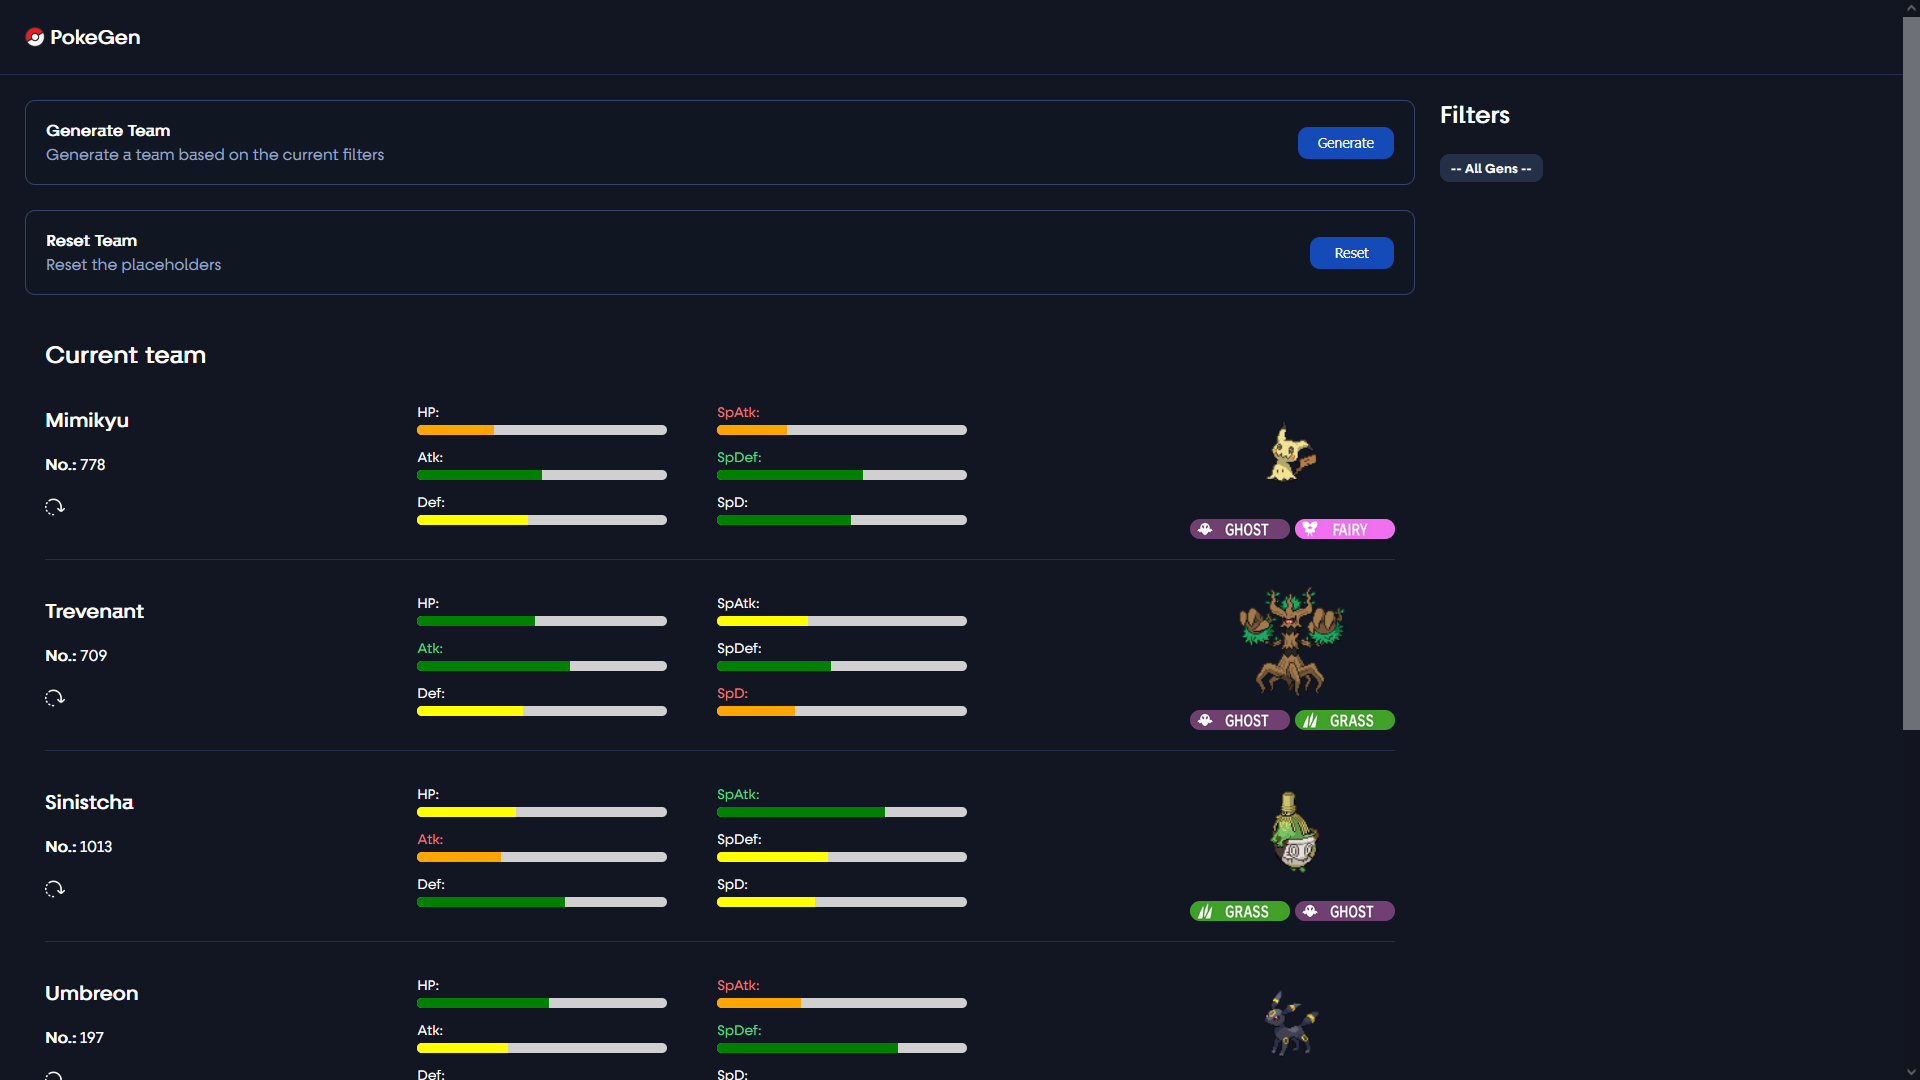 PokeGen
Generate Team
Generate a team based on the current filters
Generate
Filters
-- All Gens --
Reset Team
Reset the placeholders
Reset
Current team
Mimikyu
No.: 778
HP:
Atk:
Def:
SpAtk:
SpDef:
SpD:
GHOST
FAIRY
Trevenant
No.: 709
HP:
Atk:
Def:
SpAtk:
SpDef:
SpD:
GHOST
GRASS
Sinistcha
No.: 1013
HP:
Atk:
Def:
SpAtk:
SpDef:
SpD:
GRASS
GHOST
Umbreon
No.: 197
HP:
Atk:
Def:
SpAtk:
SpDef:
SpD: